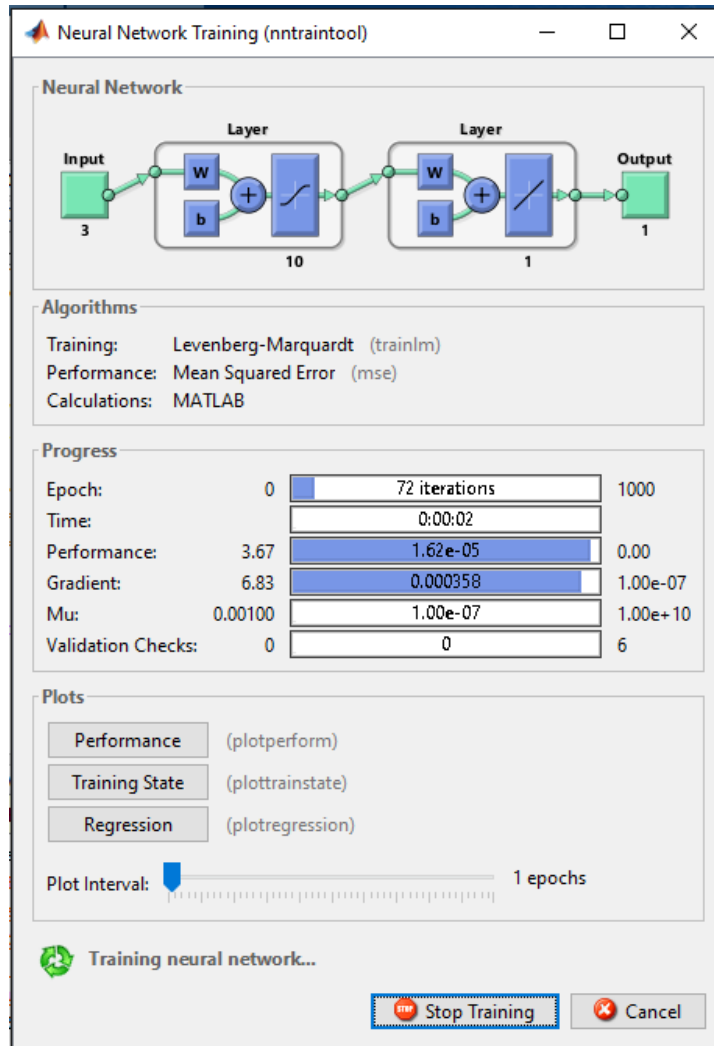 Neural Network Training (nntraintool)
Neural Network
Layer Layer
Input Output
W W
b b
3 1
10 1
Algorithms
Training: Levenberg-Marquardt (trainlm)
Performance: Mean Squared Error (mse)
Calculations: MATLAB
Progress
Epoch: 0 72 iterations 1000
Time: 0:00:02
Performance: 3.67 1.62e-05 0.00
Gradient: 6.83 0.000358 1.00e-07
Mu: 0.00100 1.00e-07 1.00e+10
Validation Checks: 0 0 6
Plots
Performance (plotperform)
Training State (plottrainstate)
Regression (plotregression)
Plot Interval: 1 epochs
Training neural network...
STOP Stop Training Cancel